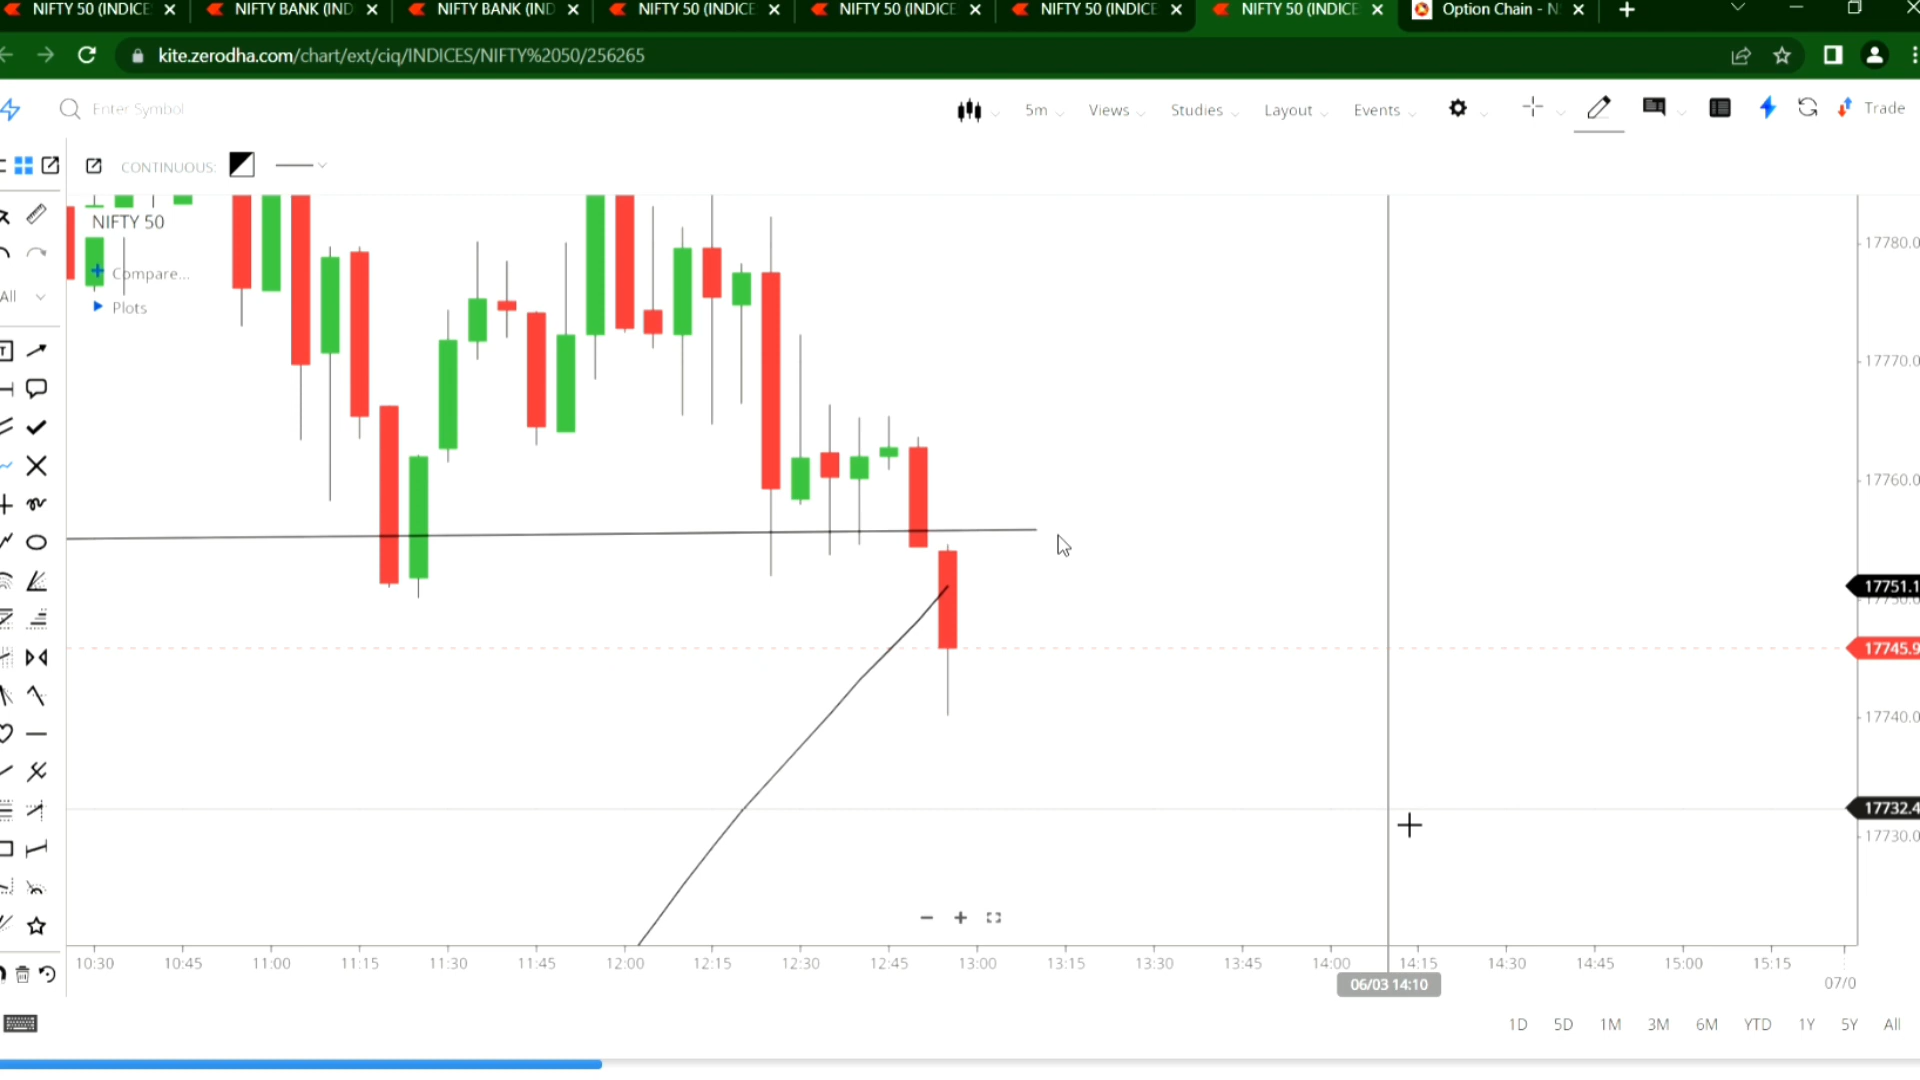 NIFTY 50 (INDICE
NIFTY BANK (IND
NIFTY BANK (IND
NIFTY 50 (INDICE
NIFTY 50 (INDICE
NIFTY 50 (INDICE
NIFTY 50 (INDICE
Option Chain - N
kite.zerodha.com/chart/ext/ciq/INDICES/NIFTY%2050/256265
Enter Symbol
5m
Views
Studies
Layout
Events
Trade
CONTINUOUS:
NIFTY 50
Compare...
Plots
All
17780.0
17770.0
17760.0
17751.1
17745.9
17740.0
17732.4
17730.0
10:30 10:45 11:00 11:15 11:30 11:45 12:00 12:15 12:30 12:45 13:00 13:15 13:30 13:45 14:00 14:15 14:30 14:45 15:00 15:15
06/03 14:10
07/0
1D 5D 1M 3M 6M YTD 1Y 5Y All